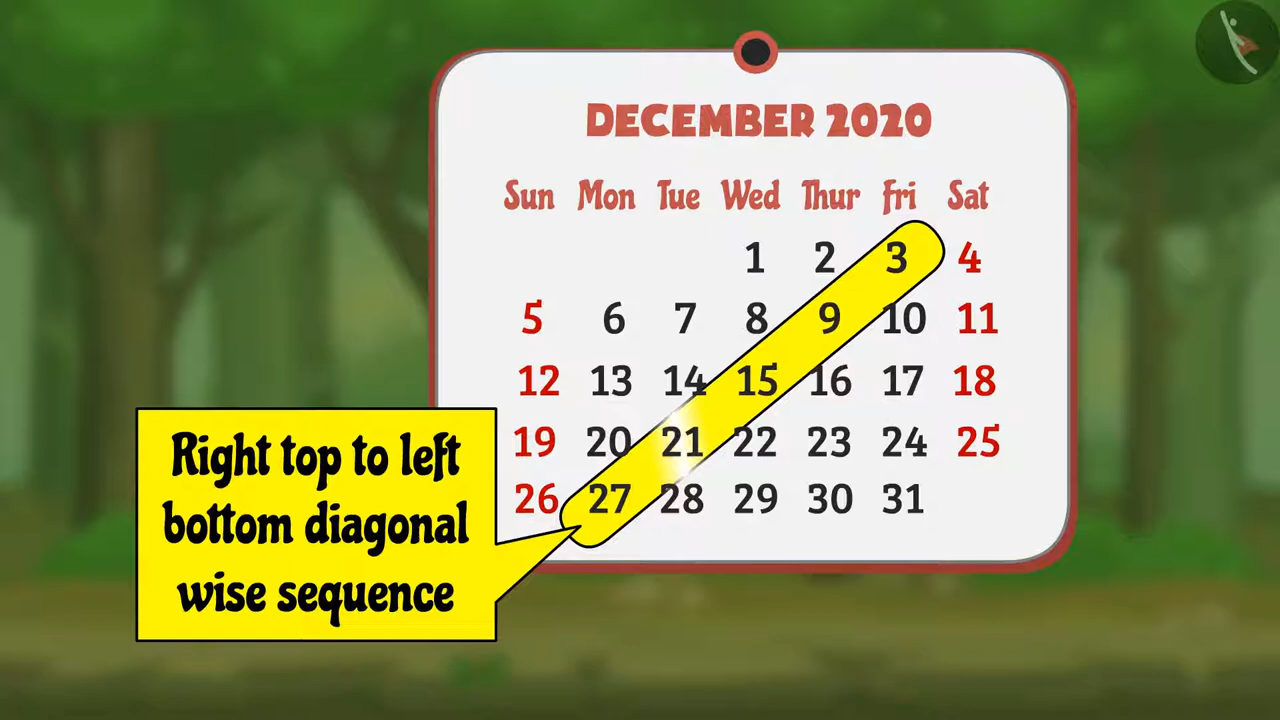 DECEMBER 2020
Sun Mon Tue Wed Thur Fri Sat
1 2 3 4
5 6 7 8 9 10 11
12 13 14 15 16 17 18
19 20 21 22 23 24 25
26 27 28 29 30 31
Right top to left
bottom diagonal
wise sequence